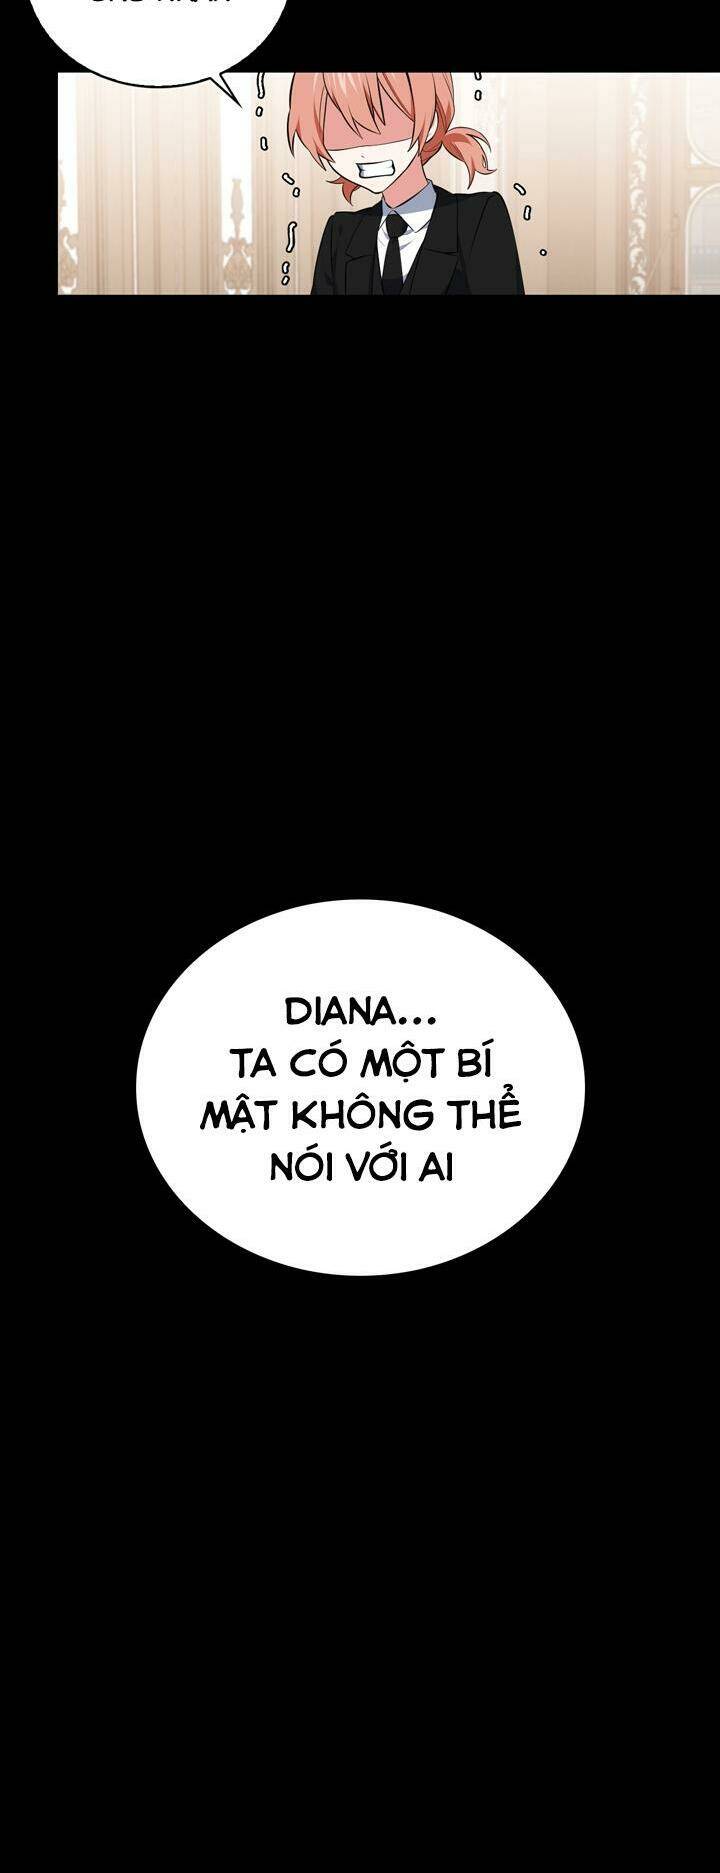 DIANA...
TA CÓ MỘT BÍ
MẬT KHÔNG THỂ
NÓI VỚI AI